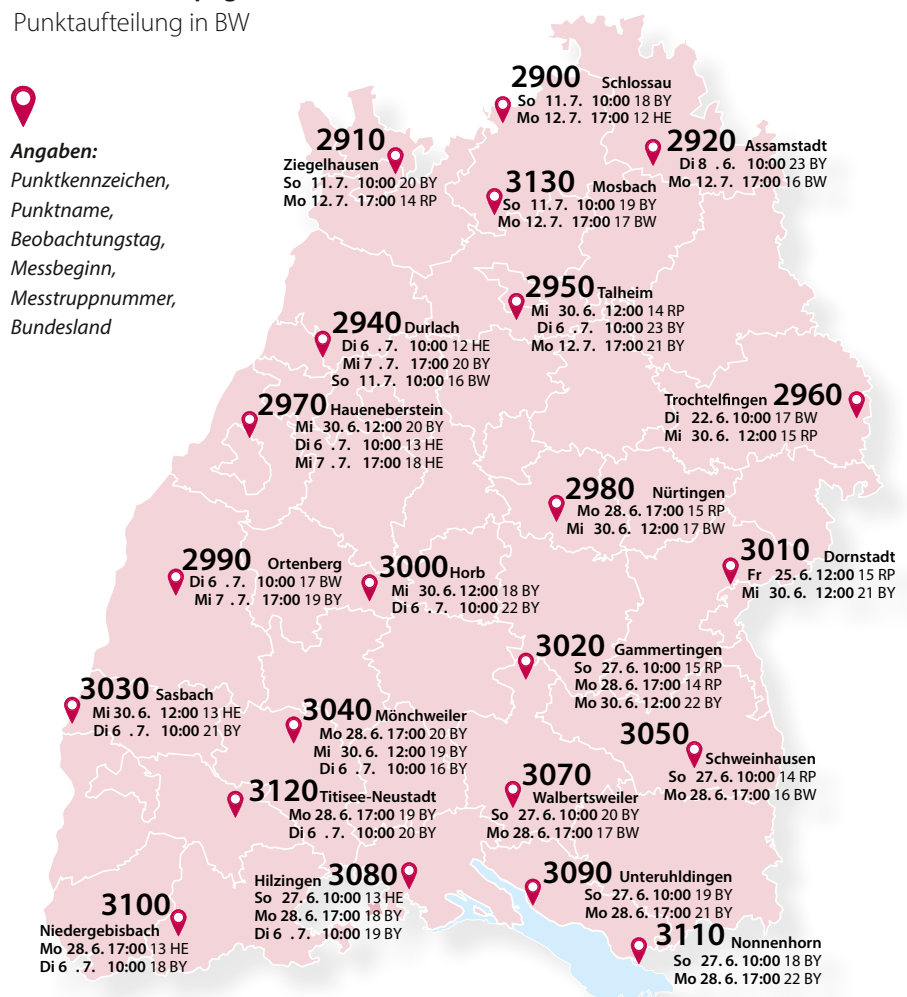 Punktaufteilung in BW
Angaben:
Punktkennzeichen,
Punktname,
Beobachtungstag,
Messbeginn,
Messtruppnummer,
Bundesland
2900 Schlossau
So 11. 7. 10:00 18 BY
Mo 12. 7. 17:00 12 HE
2910
Ziegelhausen
So 11. 7. 10:00 20 BY
Mo 12. 7. 17:00 14 RP
2920 Assamstadt
Di 8 . 6. 10:00 23 BY
Mo 12. 7. 17:00 16 BW
3130 Mosbach
So 11. 7. 10:00 19 BY
Mo 12. 7. 17:00 17 BW
2950 Talheim
Mi 30. 6. 12:00 14 RP
Di 6 . 7. 10:00 23 BY
Mo 12. 7. 17:00 21 BY
2940 Durlach
Di 6 . 7. 10:00 12 HE
Mi 7 . 7. 17:00 20 BY
So 11. 7. 10:00 16 BW
Trochtelfingen 2960
Di 22. 6. 10:00 17 BW
Mi 30. 6. 12:00 15 RP
2970 Haueneberstein
Mi 30. 6. 12:00 20 BY
Di 6 . 7. 10:00 13 HE
Mi 7 . 7. 17:00 18 HE
2980 Nürtingen
Mo 28. 6. 17:00 15 RP
Mi 30. 6. 12:00 17 BW
2990 Ortenberg
Di 6 . 7. 10:00 17 BW
Mi 7 . 7. 17:00 19 BY
3000 Horb
Mi 30. 6. 12:00 18 BY
Di 6 . 7. 10:00 22 BY
3010 Dornstadt
Fr 25. 6. 12:00 15 RP
Mi 30. 6. 12:00 21 BY
3020 Gammertingen
So 27. 6. 10:00 15 RP
Mo 28. 6. 17:00 14 RP
Mo 30. 6. 12:00 22 BY
3030 Sasbach
Mi 30. 6. 12:00 13 HE
Di 6 . 7. 10:00 21 BY
3040 Mönchweiler
Mo 28. 6. 17:00 20 BY
Mi 30. 6. 12:00 19 BY
Di 6 . 7. 10:00 16 BY
3050
Schweinhausen
So 27. 6. 10:00 14 RP
Mo 28. 6. 17:00 16 BW
3070
Walbertsweiler
So 27. 6. 10:00 20 BY
Mo 28. 6. 17:00 17 BW
3120 Titisee-Neustadt
Mo 28. 6. 17:00 19 BY
Di 6 . 7. 10:00 20 BY
Hilzingen 3080
So 27. 6. 10:00 13 HE
Mo 28. 6. 17:00 18 BY
Di 6 . 7. 10:00 19 BY
3090 Unteruhldingen
So 27. 6. 10:00 19 BY
Mo 28. 6. 17:00 21 BY
3100
Niedergebisbach
Mo 28. 6. 17:00 13 HE
Di 6 . 7. 10:00 18 BY
3110 Nonnenhorn
So 27. 6. 10:00 18 BY
Mo 28. 6. 17:00 22 BY